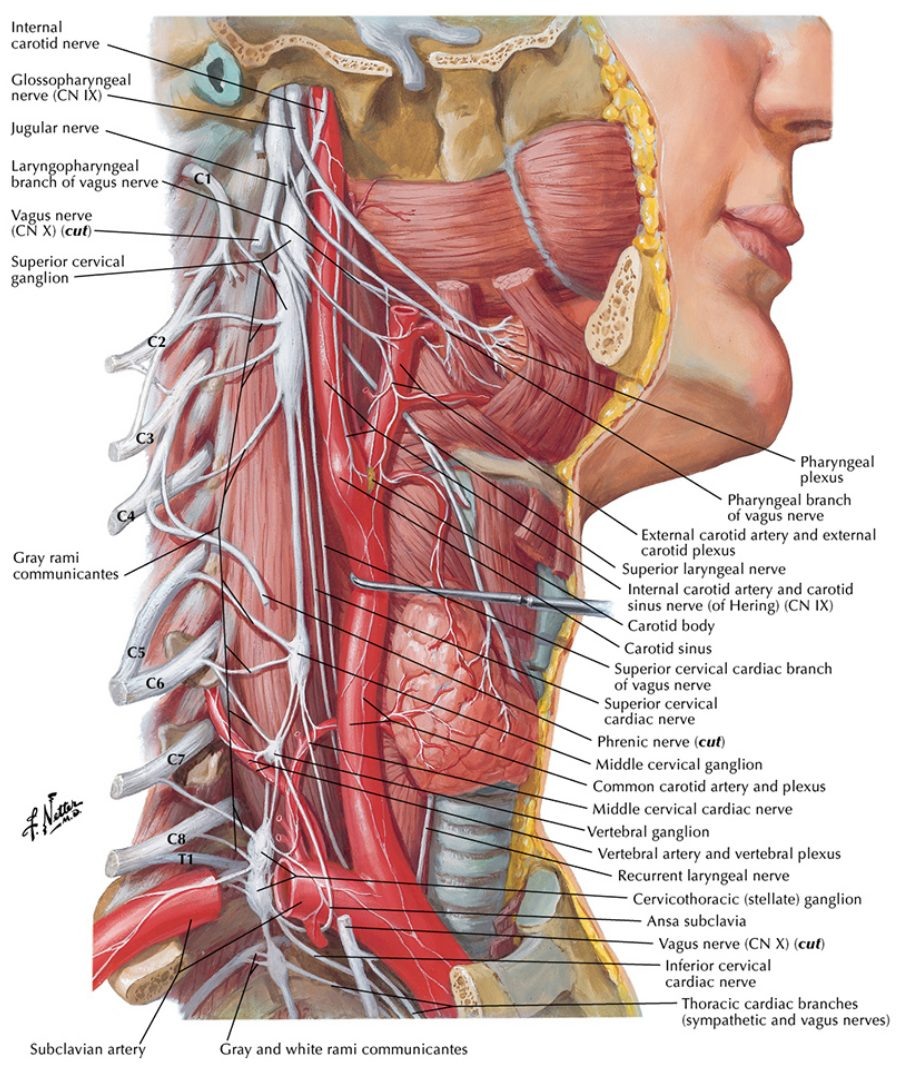 Internal
carotid nerve
Glossopharyngeal
nerve (CN IX)
Jugular nerve
Laryngopharyngeal
branch of vagus nerve
Vagus nerve
(CN X) (cut)
Superior cervical
ganglion
Gray rami
communicantes
C1
C2
C3
C4
C5
C6
C7
C8
T1
F. Netter
M.D.
Pharyngeal
plexus
Pharyngeal branch
of vagus nerve
External carotid artery and external
carotid plexus
Superior laryngeal nerve
Internal carotid artery and carotid
sinus nerve (of Hering) (CN IX)
Carotid body
Carotid sinus
Superior cervical cardiac branch
of vagus nerve
Superior cervical
cardiac nerve
Phrenic nerve (cut)
Middle cervical ganglion
Common carotid artery and plexus
Middle cervical cardiac nerve
Vertebral ganglion
Vertebral artery and vertebral plexus
Recurrent laryngeal nerve
Cervicothoracic (stellate) ganglion
Ansa subclavia
Vagus nerve (CN X) (cut)
Inferior cervical
cardiac nerve
Thoracic cardiac branches
(sympathetic and vagus nerves)
Subclavian artery
Gray and white rami communicantes